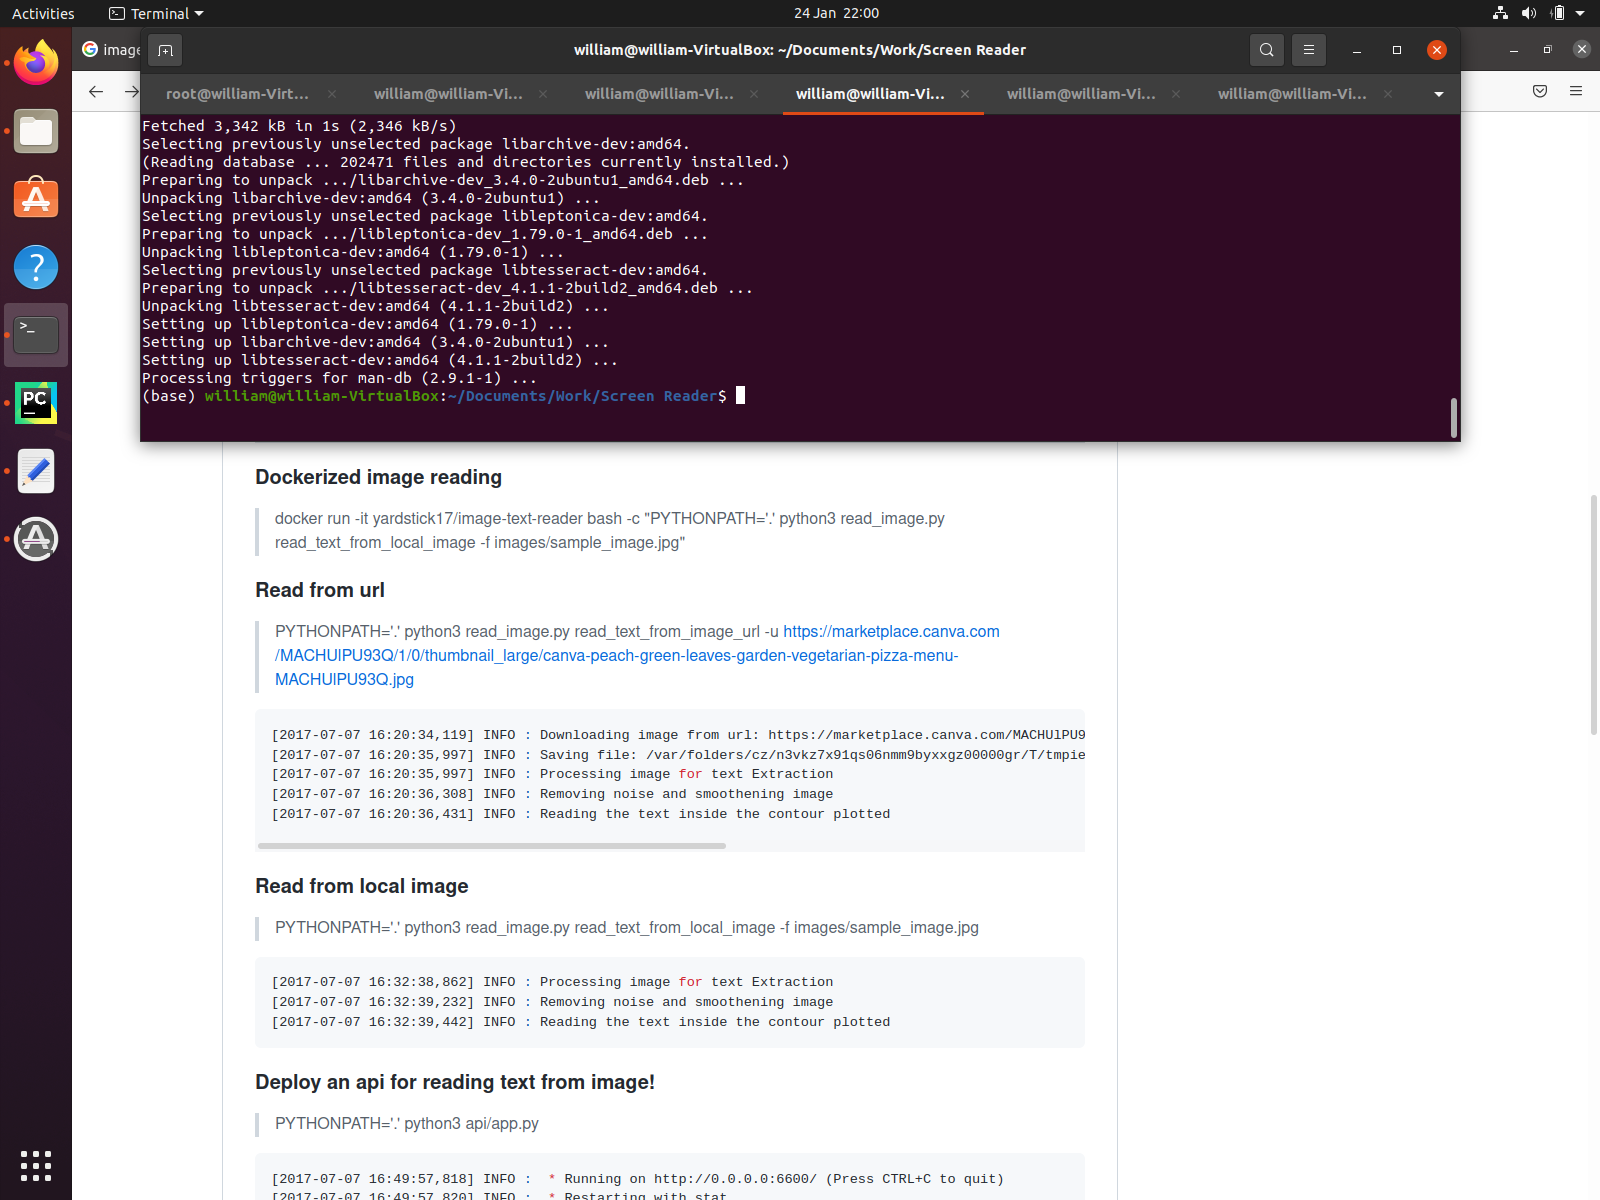 Activities
Terminal
24 Jan 22:00
image
william@william-VirtualBox: ~/Documents/Work/Screen Reader
root@william-Virt...
william@william-Vi...
william@william-Vi...
william@william-Vi...
william@william-Vi...
william@william-Vi...
Fetched 3,342 kB in 1s (2,346 kB/s)
Selecting previously unselected package libarchive-dev:amd64.
(Reading database ... 202471 files and directories currently installed.)
Preparing to unpack .../libarchive-dev_3.4.0-2ubuntu1_amd64.deb ...
Unpacking libarchive-dev:amd64 (3.4.0-2ubuntu1) ...
Selecting previously unselected package libleptonica-dev:amd64.
Preparing to unpack .../libleptonica-dev_1.79.0-1_amd64.deb ...
Unpacking libleptonica-dev:amd64 (1.79.0-1) ...
Selecting previously unselected package libtesseract-dev:amd64.
Preparing to unpack .../libtesseract-dev_4.1.1-2build2_amd64.deb ...
Unpacking libtesseract-dev:amd64 (4.1.1-2build2) ...
Setting up libleptonica-dev:amd64 (1.79.0-1) ...
Setting up libarchive-dev:amd64 (3.4.0-2ubuntu1) ...
Setting up libtesseract-dev:amd64 (4.1.1-2build2) ...
Processing triggers for man-db (2.9.1-1) ...
(base) william@william-VirtualBox:~/Documents/Work/Screen Reader$
Dockerized image reading
docker run -it yardstick17/image-text-reader bash -c "PYTHONPATH='.' python3 read_image.py
read_text_from_local_image -f images/sample_image.jpg"
Read from url
PYTHONPATH='.' python3 read_image.py read_text_from_image_url -u https://marketplace.canva.com
/MACHUlPU93Q/1/0/thumbnail_large/canva-peach-green-leaves-garden-vegetarian-pizza-menu-
MACHUlPU93Q.jpg
[2017-07-07 16:20:34,119] INFO : Downloading image from url: https://marketplace.canva.com/MACHUlPU9
[2017-07-07 16:20:35,997] INFO : Saving file: /var/folders/cz/n3vkz7x91qs06nmm9byxxgz00000gr/T/tmpie
[2017-07-07 16:20:35,997] INFO : Processing image for text Extraction
[2017-07-07 16:20:36,308] INFO : Removing noise and smoothening image
[2017-07-07 16:20:36,431] INFO : Reading the text inside the contour plotted
Read from local image
PYTHONPATH='.' python3 read_image.py read_text_from_local_image -f images/sample_image.jpg
[2017-07-07 16:32:38,862] INFO : Processing image for text Extraction
[2017-07-07 16:32:39,232] INFO : Removing noise and smoothening image
[2017-07-07 16:32:39,442] INFO : Reading the text inside the contour plotted
Deploy an api for reading text from image!
PYTHONPATH='.' python3 api/app.py
[2017-07-07 16:49:57,818] INFO :  * Running on http://0.0.0.0:6600/ (Press CTRL+C to quit)
[2017-07-07 16:49:57,820] INFO :  * Restarting with stat